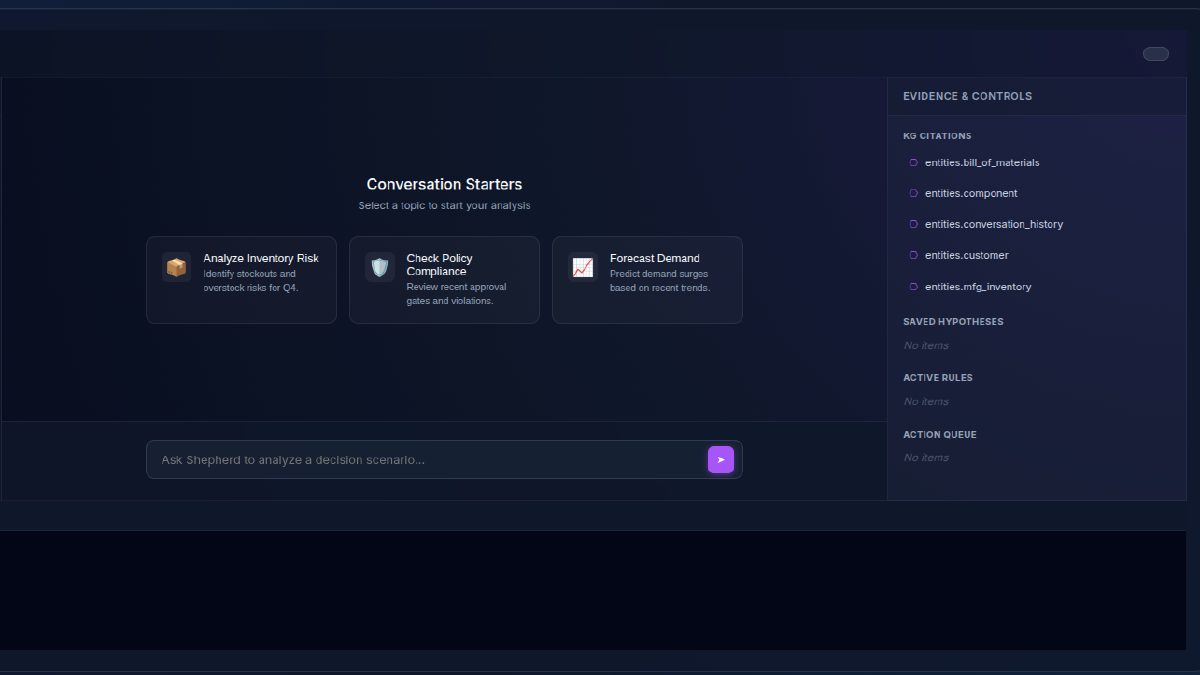 EVIDENCE & CONTROLS
KG CITATIONS
entities.bill_of_materials
entities.component
entities.conversation_history
entities.customer
entities.mfg_inventory
SAVED HYPOTHESES
No items
ACTIVE RULES
No items
ACTION QUEUE
No items
Conversation Starters
Select a topic to start your analysis
Analyze Inventory Risk
Identify stockouts and
overstock risks for Q4.
Check Policy
Compliance
Review recent approval
gates and violations.
Forecast Demand
Predict demand surges
based on recent trends.
Ask Shepherd to analyze a decision scenario...